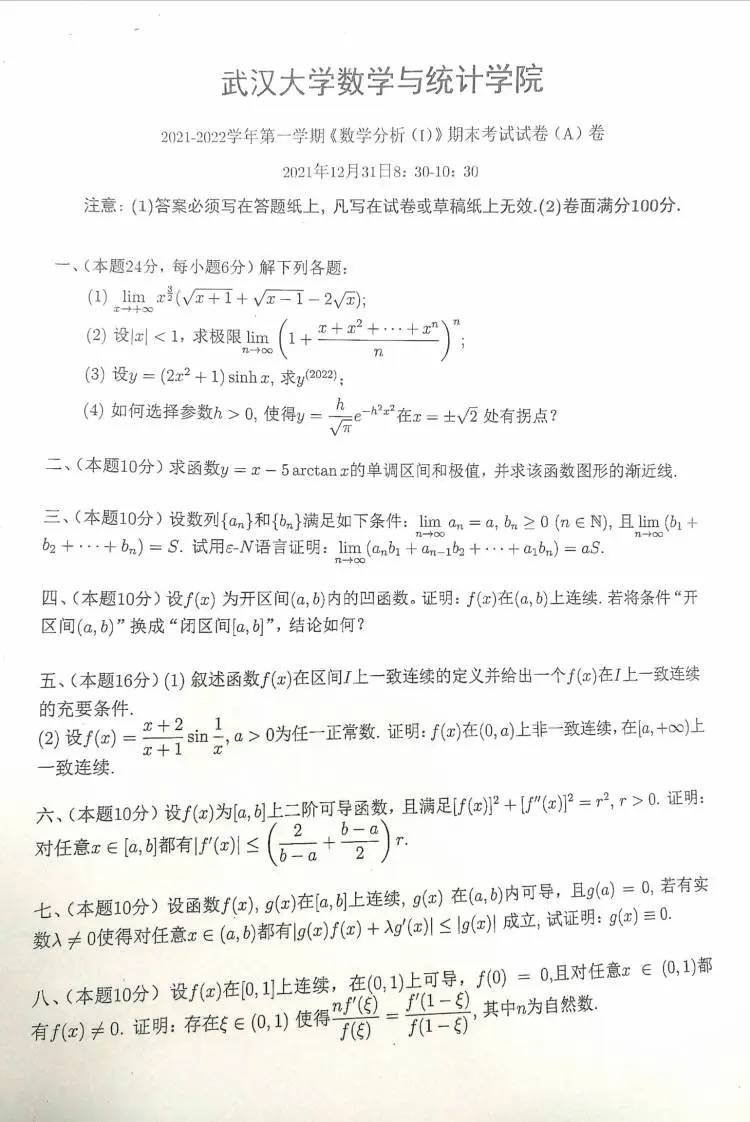 武汉大学数学与统计学院
2021-2022学年第一学期《数学分析(I)》期末考试试卷(A)卷
2021年12月31日8：30-10：30
注意：(1)答案必须写在答题纸上，凡写在试卷或草稿纸上无效.(2)卷面满分100分.
一、(本题24分，每小题6分)解下列各题：
(1) $\lim_{x\to+\infty} x^{\frac{3}{2}}(\sqrt{x+1}+\sqrt{x-1}-2\sqrt{x})$;
(2) 设$|x|<1$，求极限$\lim_{n\to\infty}\left(1+\frac{x+x^2+\cdots+x^n}{n}\right)^n$;
(3) 设$y=(2x^2+1)\sinh x$, 求$y^{(2022)}$;
(4) 如何选择参数$h>0$, 使得$y=\frac{h}{\sqrt{\pi}}e^{-h^2x^2}$在$x=\pm\sqrt{2}$ 处有拐点？
二、(本题10分)求函数$y=x-5\arctan x$的单调区间和极值，并求该函数图形的渐近线.
三、(本题10分)设数列$\{a_n\}$和$\{b_n\}$满足如下条件：$\lim_{n\to\infty}a_n=a$, $b_n\geq 0$ $(n\in\mathbb{N})$, 且$\lim_{n\to\infty}(b_1+$
$b_2+\cdots+b_n)=S$. 试用$\varepsilon$-$N$语言证明：$\lim_{n\to\infty}(a_nb_1+a_{n-1}b_2+\cdots+a_1b_n)=aS$.
四、(本题10分)设$f(x)$ 为开区间$(a,b)$内的凹函数。证明：$f(x)$在$(a,b)$上连续. 若将条件“开
区间$(a,b)$”换成“闭区间$[a,b]$”，结论如何？
五、(本题16分)(1) 叙述函数$f(x)$在区间$I$上一致连续的定义并给出一个$f(x)$在$I$上一致连续
的充要条件.
(2) 设$f(x)=\frac{x+2}{x+1}\sin\frac{1}{x}$, $a>0$为任一正常数. 证明：$f(x)$在$(0,a)$上非一致连续，在$[a,+\infty)$上
一致连续.
六、(本题10分)设$f(x)$为$[a,b]$上二阶可导函数，且满足$[f(x)]^2+[f''(x)]^2=r^2$, $r>0$. 证明：
对任意$x\in[a,b]$都有$|f'(x)|\leq\left(\frac{2}{b-a}+\frac{b-a}{2}\right)r$.
七、(本题10分) 设函数$f(x)$, $g(x)$在$[a,b]$上连续, $g(x)$ 在$(a,b)$内可导，且$g(a)=0$, 若有实
数$\lambda\neq 0$使得对任意$x\in(a,b)$都有$|g(x)f(x)+\lambda g'(x)|\leq|g(x)|$ 成立, 试证明：$g(x)\equiv 0$.
八、(本题10分) 设$f(x)$在$[0,1]$上连续，在$(0,1)$上可导，$f(0)=0$,且对任意$x\in(0,1)$都
有$f(x)\neq 0$. 证明：存在$\xi\in(0,1)$ 使得$\frac{nf'(\xi)}{f(\xi)}=\frac{f'(1-\xi)}{f(1-\xi)}$, 其中$n$为自然数.